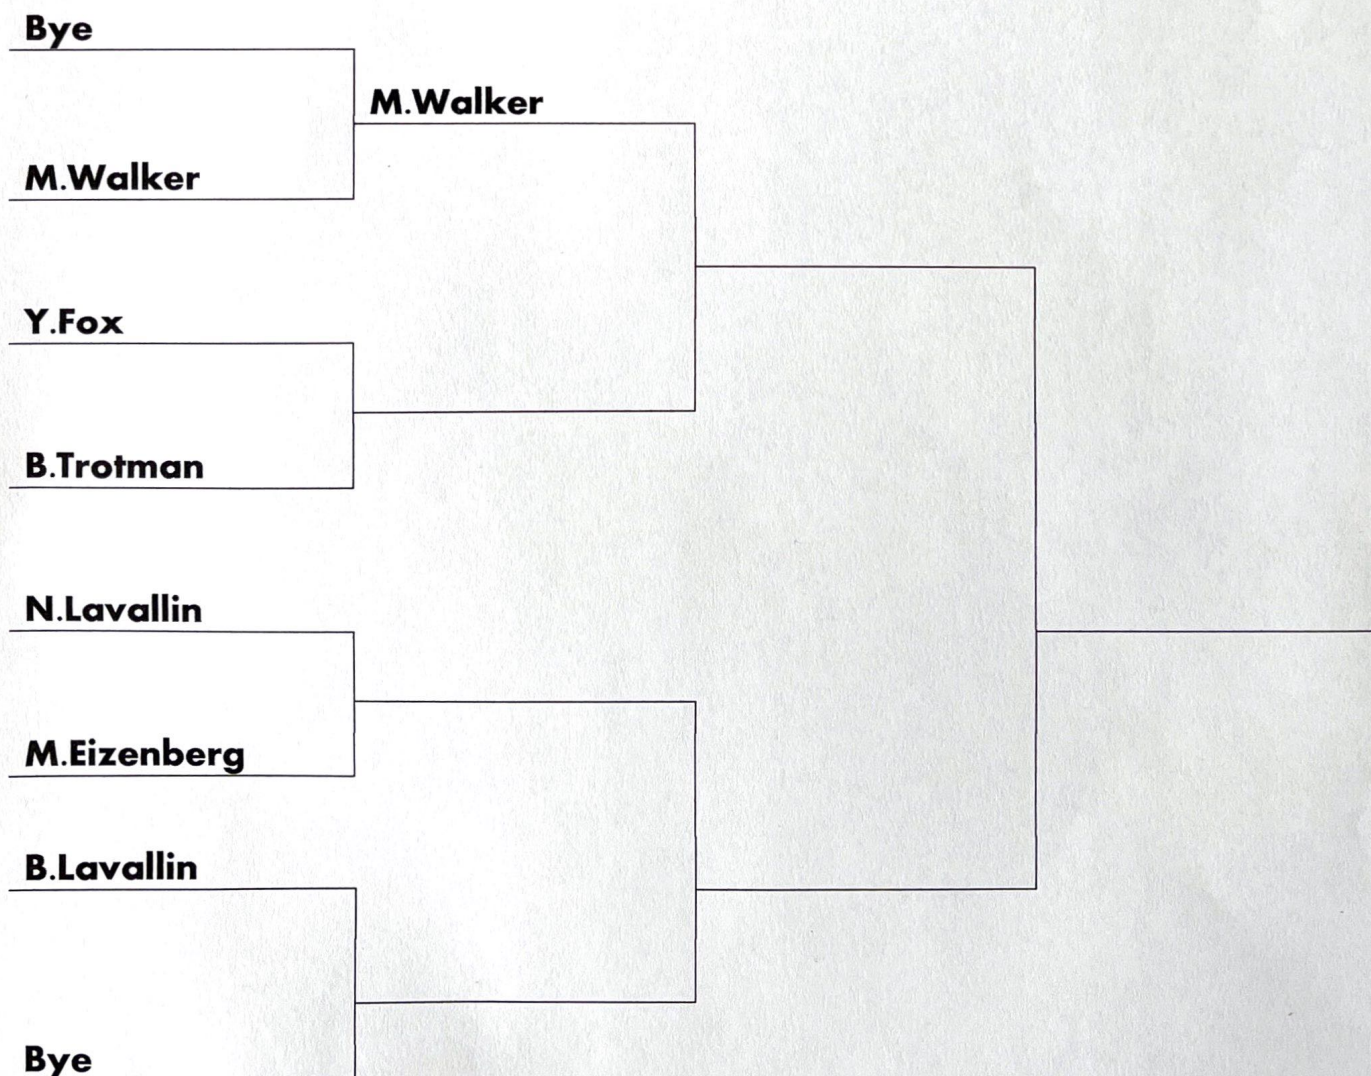 Bye
M.Walker
M.Walker
Y.Fox
B.Trotman
N.Lavallin
M.Eizenberg
B.Lavallin
Bye